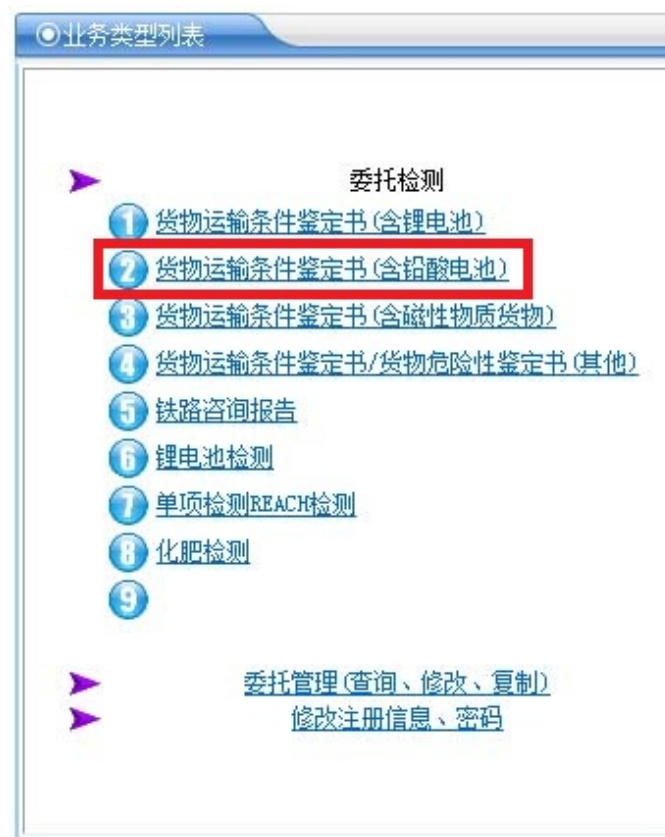 业务类型列表
委托检测
1 货物运输条件鉴定书(含锂电池)
2 货物运输条件鉴定书(含铅酸电池)
3 货物运输条件鉴定书(含磁性物质货物)
4 货物运输条件鉴定书/货物危险性鉴定书(其他)
5 铁路咨询报告
6 锂电池检测
7 单项检测REACH检测
8 化肥检测
9
委托管理(查询、修改、复制)
修改注册信息、密码